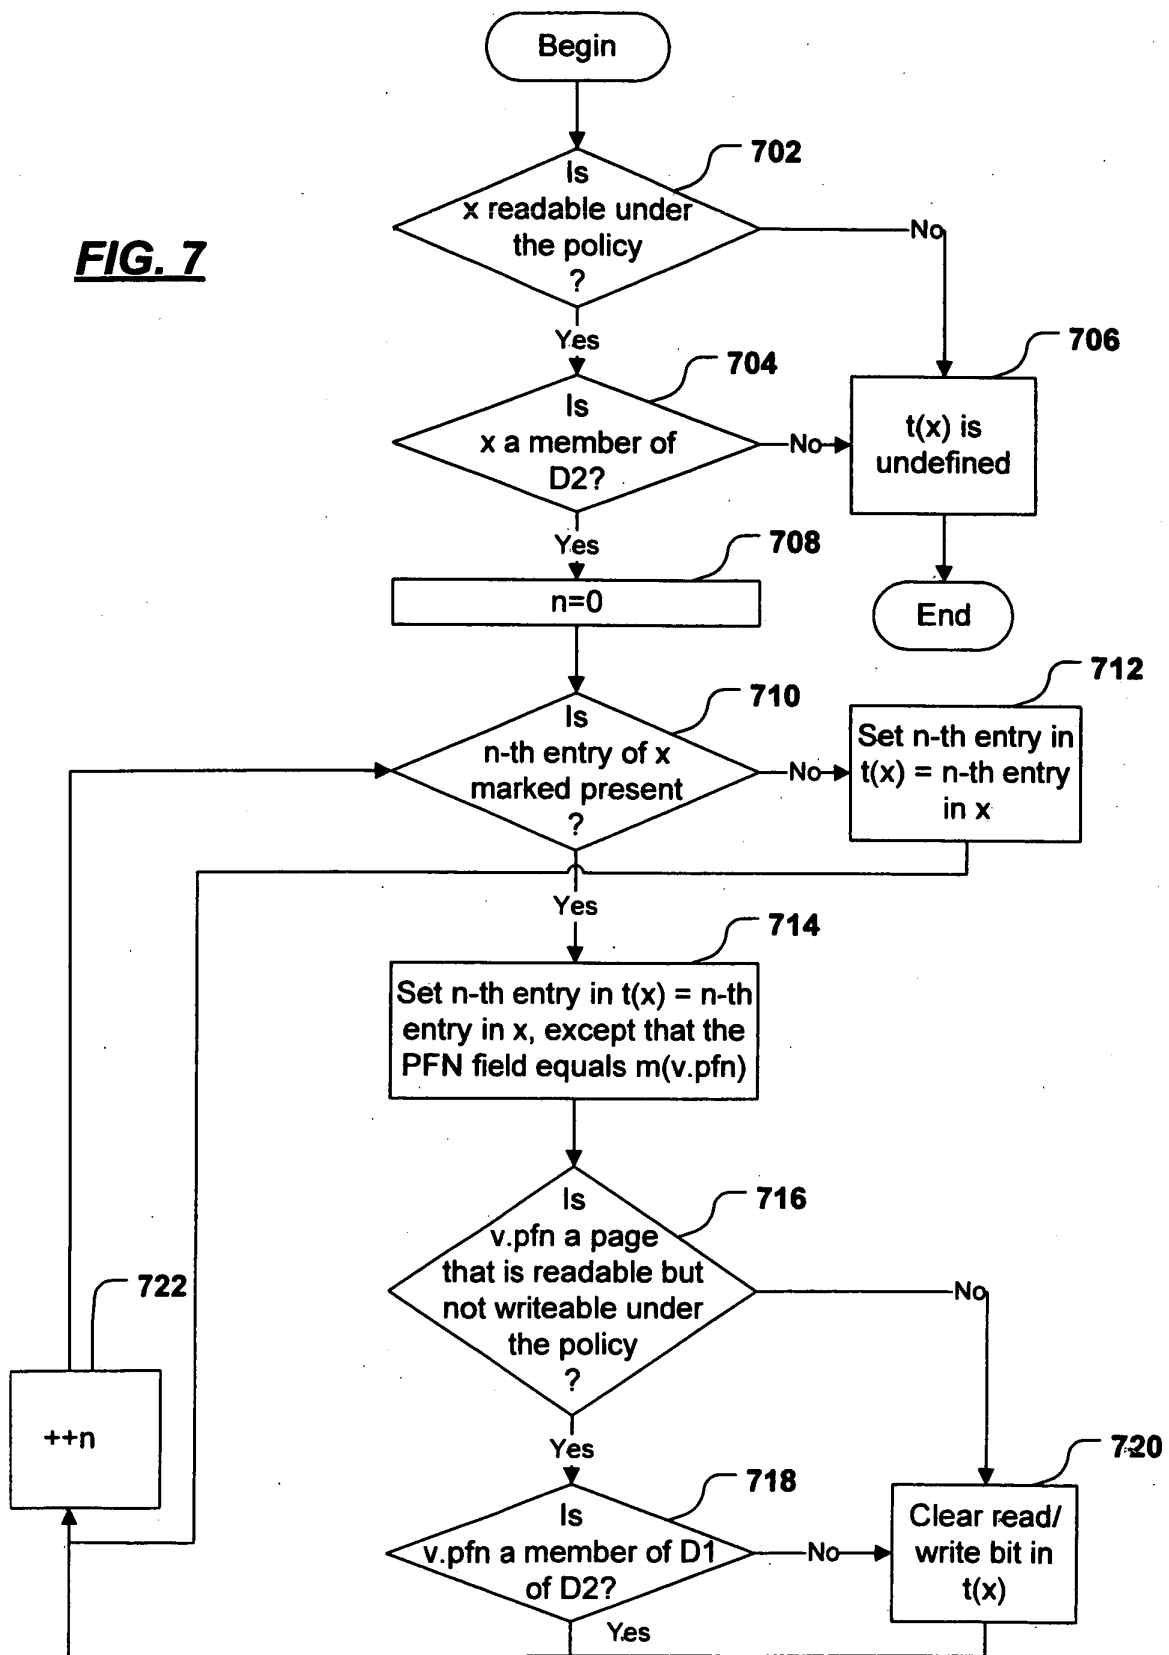 Begin
702
Is
x readable under
the policy
?
No
FIG. 7
Yes
704
706
Is
x a member of
D2?
No
t(x) is
undefined
Yes
708
n=0
End
710
712
Is
n-th entry of x
marked present
?
No
Set n-th entry in
t(x) = n-th entry
in x
Yes
714
Set n-th entry in t(x) = n-th
entry in x, except that the
PFN field equals m(v.pfn)
716
Is
v.pfn a page
that is readable but
not writeable under
the policy
?
No
722
++n
Yes
718
720
Is
v.pfn a member of D1
of D2?
No
Clear read/
write bit in
t(x)
Yes